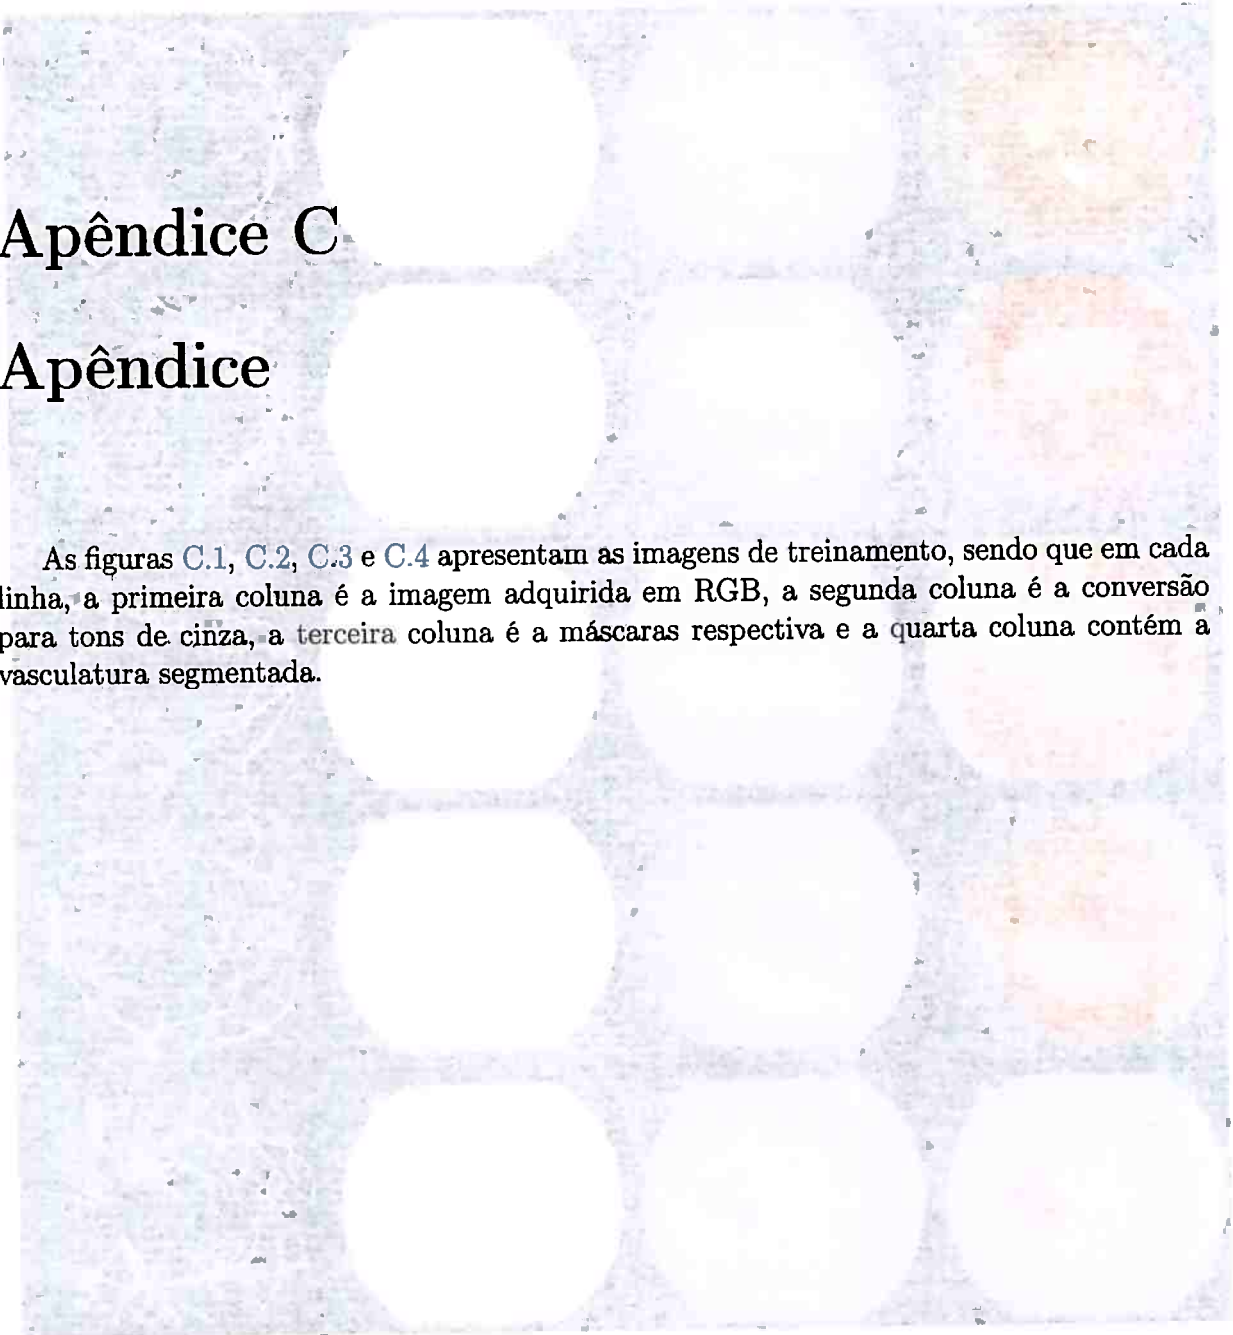 Apêndice C
Apêndice
As figuras C.1, C.2, C.3 e C.4 apresentam as imagens de treinamento, sendo que em cada
linha, a primeira coluna é a imagem adquirida em RGB, a segunda coluna é a conversão
para tons de cinza, a terceira coluna é a máscaras respectiva e a quarta coluna contém a
vasculatura segmentada.